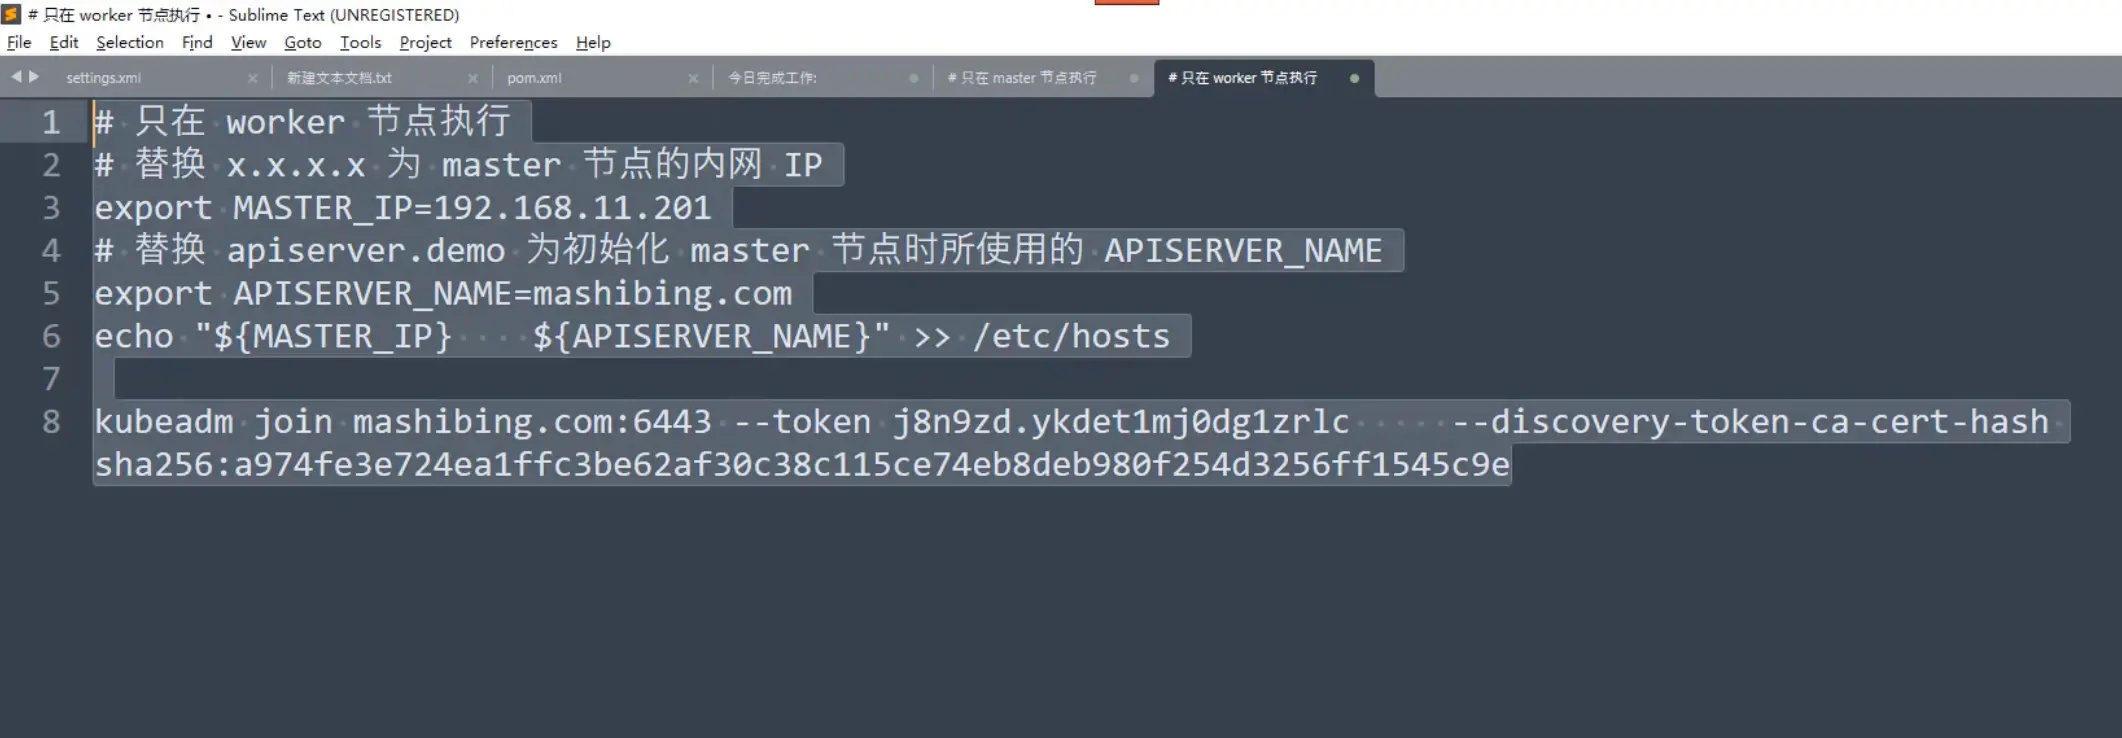 # 只在 worker 节点执行 • - Sublime Text (UNREGISTERED)
File Edit Selection Find View Goto Tools Project Preferences Help
settings.xml 新建文本文档.txt pom.xml 今日完成工作: # 只在 master 节点执行 # 只在 worker 节点执行
1 # 只在 worker 节点执行
2 # 替换 x.x.x.x 为 master 节点的内网 IP
3 export MASTER_IP=192.168.11.201
4 # 替换 apiserver.demo 为初始化 master 节点时所使用的 APISERVER_NAME
5 export APISERVER_NAME=mashibing.com
6 echo "${MASTER_IP}    ${APISERVER_NAME}" >> /etc/hosts
7
8 kubeadm join mashibing.com:6443 --token j8n9zd.ykdet1mj0dg1zrlc     --discovery-token-ca-cert-hash
sha256:a974fe3e724ea1ffc3be62af30c38c115ce74eb8deb980f254d3256ff1545c9e